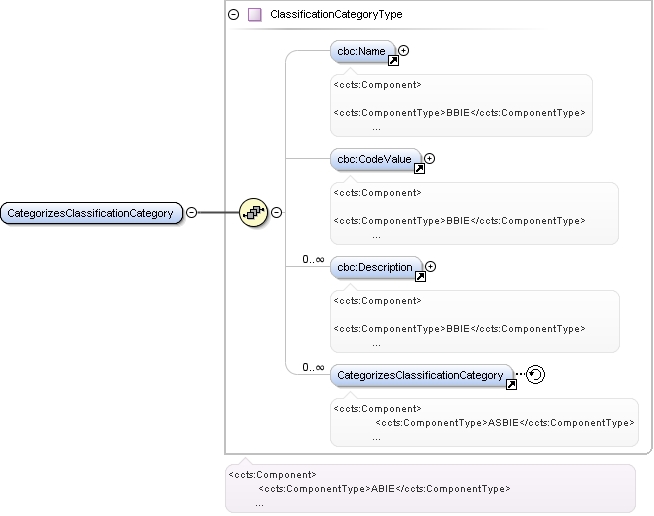 ClassificationCategoryType
cbc:Name
<ccts:Component>
<ccts:ComponentType>BBIE</ccts:ComponentType>
...
cbc:CodeValue
<ccts:Component>
<ccts:ComponentType>BBIE</ccts:ComponentType>
...
CategorizesClassificationCategory
0..∞
cbc:Description
<ccts:Component>
<ccts:ComponentType>BBIE</ccts:ComponentType>
...
0..∞
CategorizesClassificationCategory
<ccts:Component>
<ccts:ComponentType>ASBIE</ccts:ComponentType>
...
<ccts:Component>
<ccts:ComponentType>ABIE</ccts:ComponentType>
...